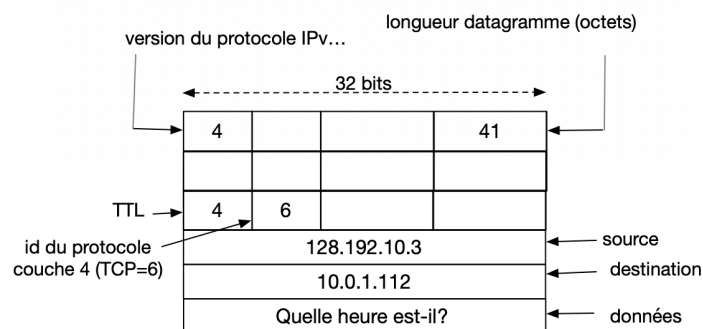 longueur datagramme (octets)
version du protocole IPv...
32 bits
4 41
TTL 4 6
id du protocole
couche 4 (TCP=6)
128.192.10.3 source
10.0.1.112 destination
Quelle heure est-il? données